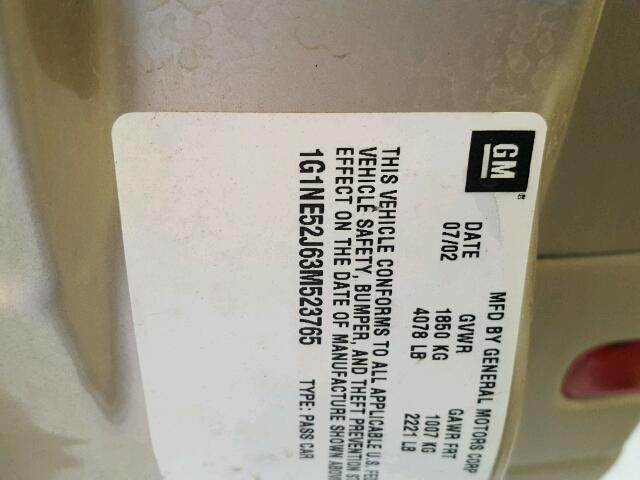 GM
MFD BY GENERAL MOTORS CORP
DATE GVWR GAWR FRT
07/02 1850 KG 1007 KG
4078 LB 2221 LB
THIS VEHICLE CONFORMS TO ALL APPLICABLE U.S. FE
VEHICLE SAFETY, BUMPER, AND THEFT PREVENTION S
EFFECT ON THE DATE OF MANUFACTURE SHOWN ABOV
1G1NE52J63M523765 TYPE: PASS CAR